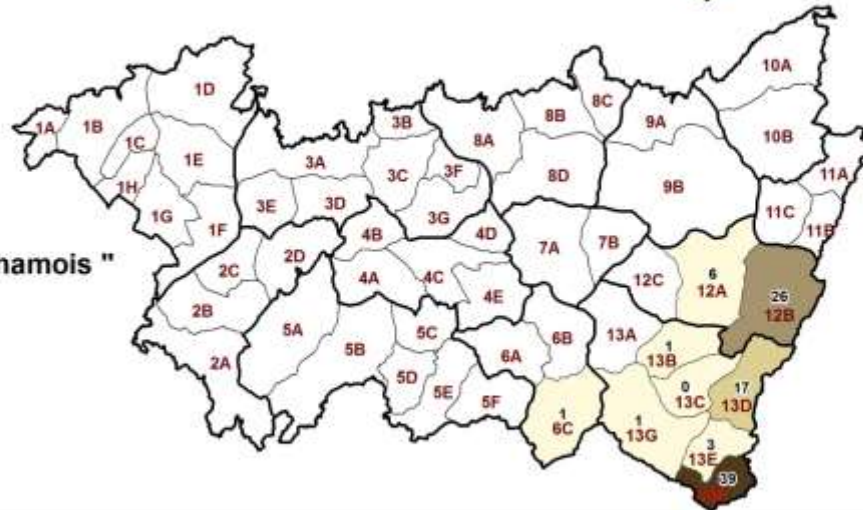 10A
1D
8C
3B
8B
9A
1A
1B
8A
10B
1C
1E
3A
3F
11A
3C
8D
9B
1H
3E
3D
1G
3G
11C
11B
1F
4B
4D
7A
7B
namois "
2C
2D
4A
4C
12C
6
12A
4E
26
12B
2B
5A
5C
6B
13A
5B
6A
1
13B
2A
5D
0
13C
17
13D
5E
5F
1
6C
1
13G
3
13E
39